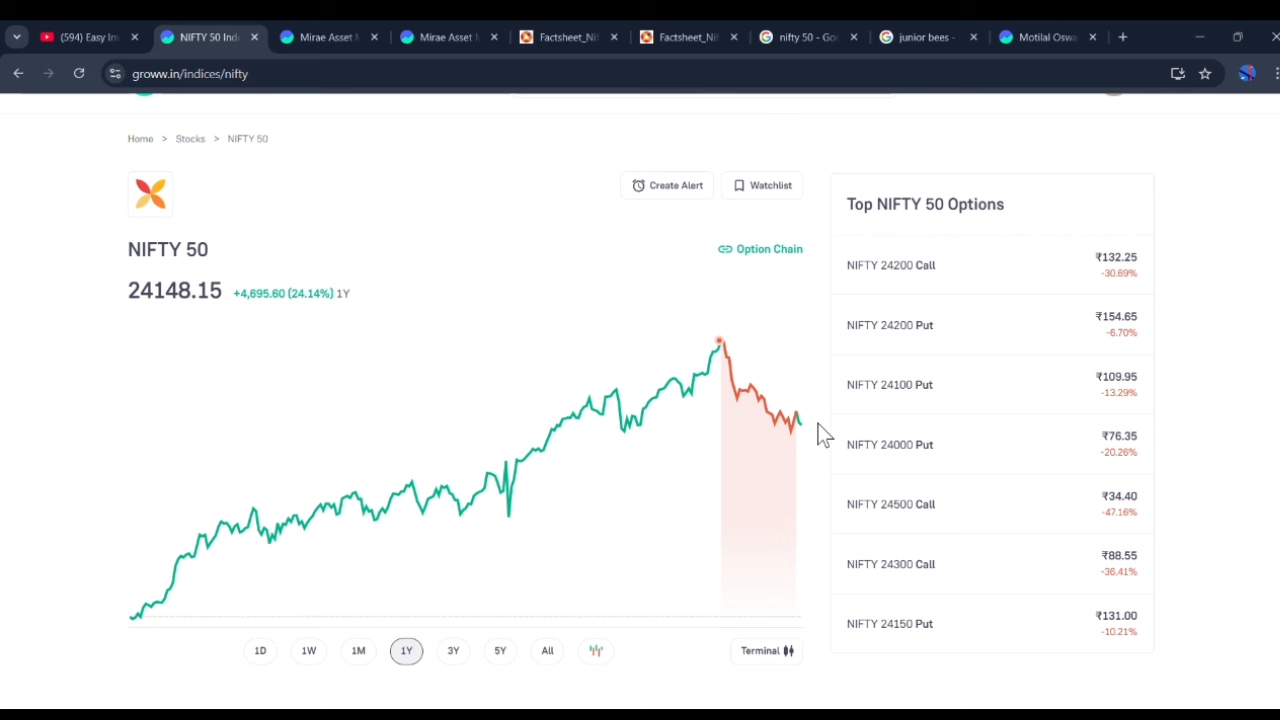 (594) Easy Im
NIFTY 50 Ind
Mirae Asset M
Mirae Asset M
Factsheet_Nif
Factsheet_Nif
nifty 50 - Goo
junior bees -
Motilal Oswa
groww.in/indices/nifty
Home > Stocks > NIFTY 50
Create Alert
Watchlist
NIFTY 50
Option Chain
24148.15 +4,695.60 (24.14%) 1Y
1D 1W 1M 1Y 3Y 5Y All
Terminal
Top NIFTY 50 Options
NIFTY 24200 Call ₹132.25
-30.69%
NIFTY 24200 Put ₹154.65
-6.70%
NIFTY 24100 Put ₹109.95
-13.29%
NIFTY 24000 Put ₹76.35
-20.26%
NIFTY 24500 Call ₹34.40
-47.16%
NIFTY 24300 Call ₹88.55
-36.41%
NIFTY 24150 Put ₹131.00
-10.21%